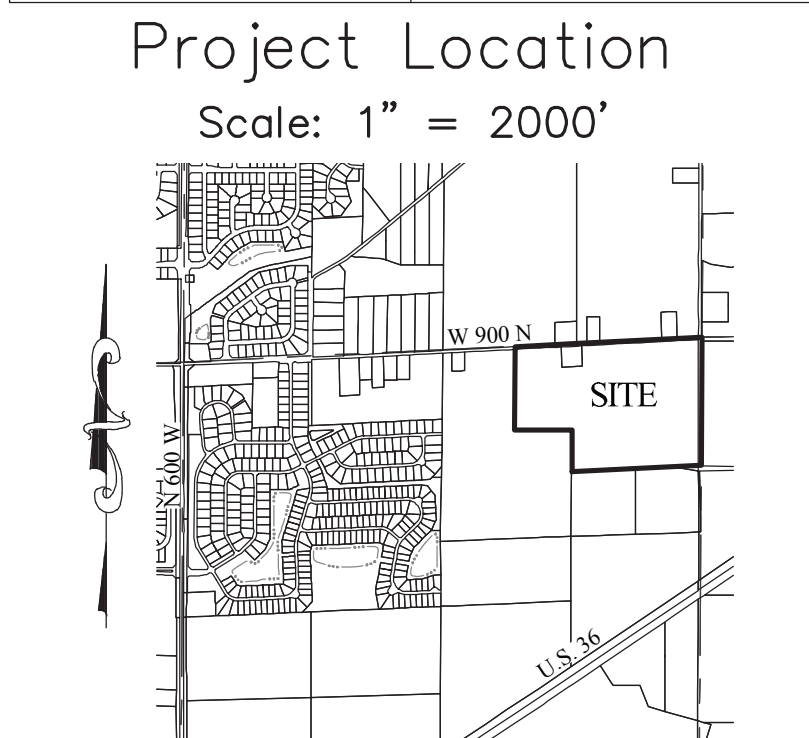 Project Location
Scale: 1" = 2000'
W 900 N
SITE
N 600 W
U.S. 36